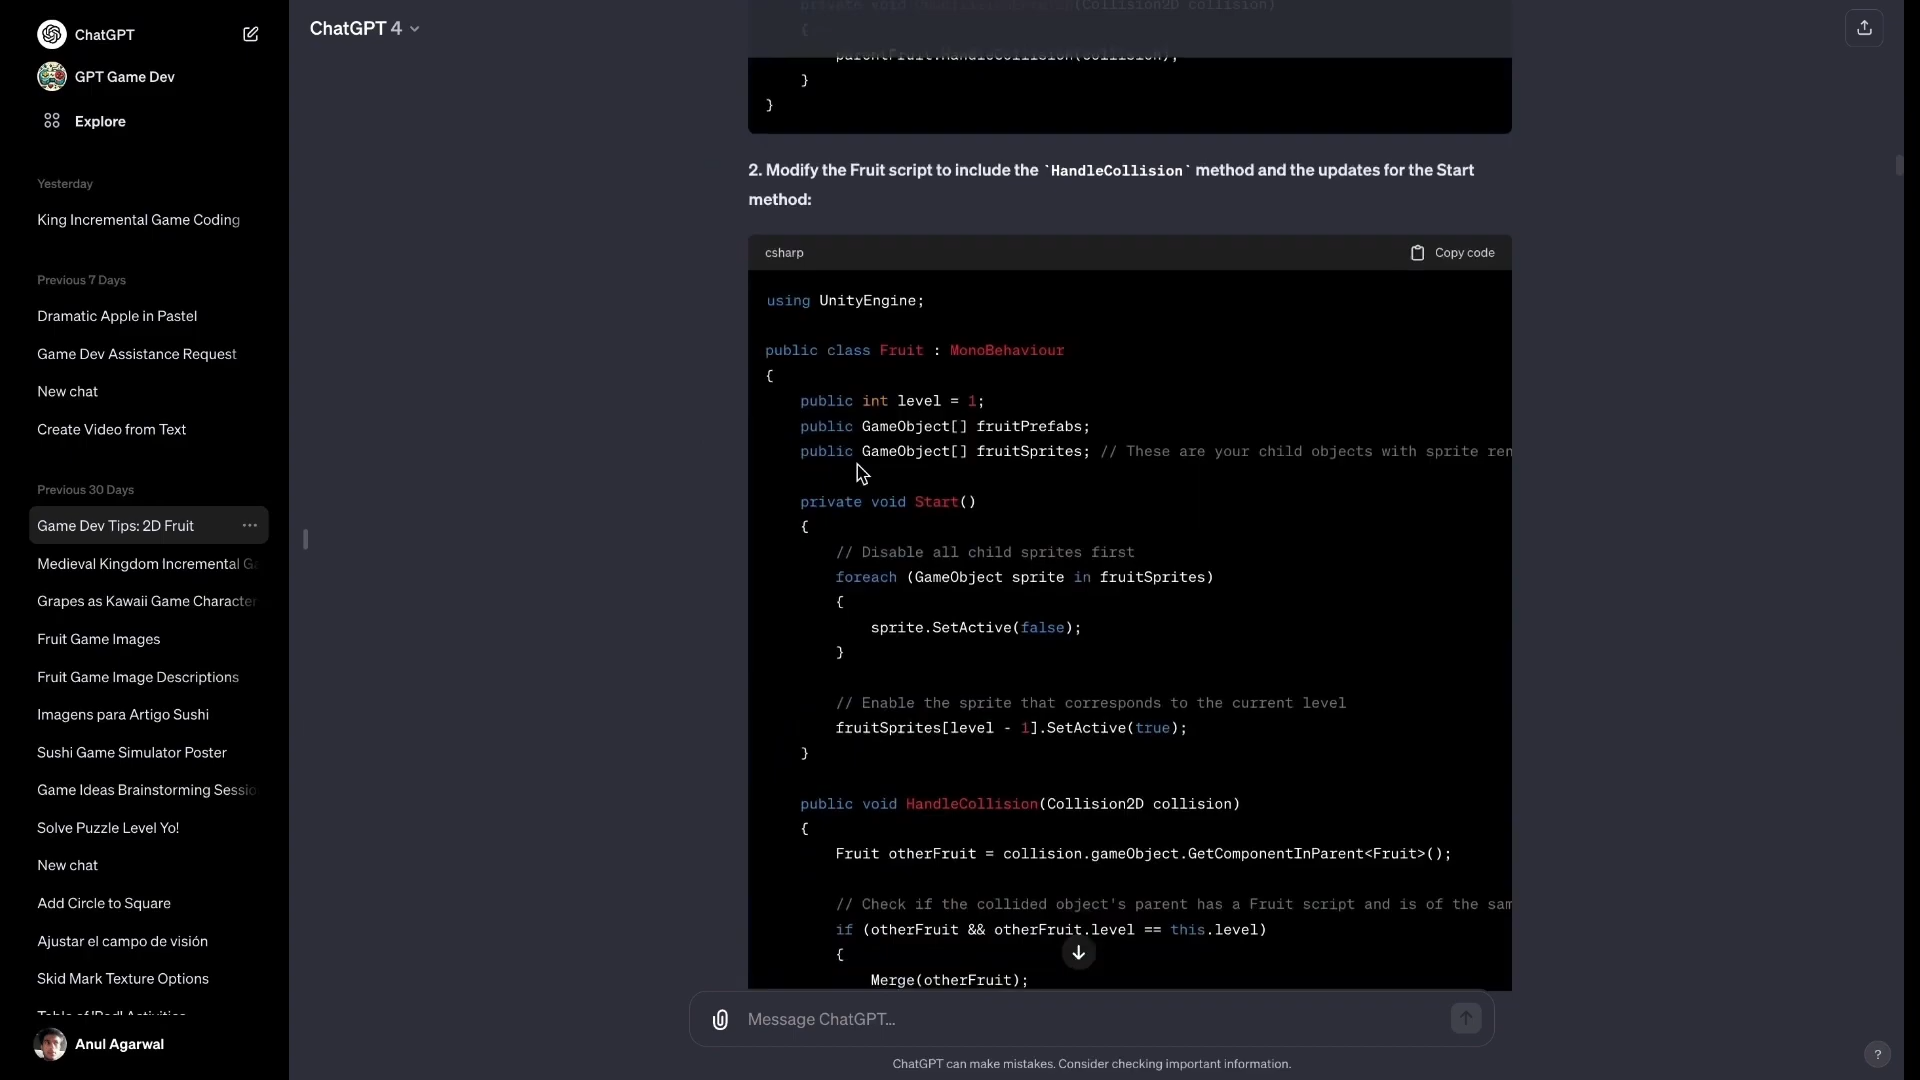 ChatGPT
GPT Game Dev
Explore
Yesterday
King Incremental Game Coding
Previous 7 Days
Dramatic Apple in Pastel
Game Dev Assistance Request
New chat
Create Video from Text
Previous 30 Days
Game Dev Tips: 2D Fruit
Medieval Kingdom Incremental Ga
Grapes as Kawaii Game Character
Fruit Game Images
Fruit Game Image Descriptions
Imagens para Artigo Sushi
Sushi Game Simulator Poster
Game Ideas Brainstorming Sessio
Solve Puzzle Level Yo!
New chat
Add Circle to Square
Ajustar el campo de visión
Skid Mark Texture Options
Anul Agarwal
ChatGPT 4
(Collision2D collision)
{
parentFruit.HandleCollision(collision);
}
}
2. Modify the Fruit script to include the `HandleCollision` method and the updates for the Start
method:
csharp
Copy code
using UnityEngine;
public class Fruit : MonoBehaviour
{
public int level = 1;
public GameObject[] fruitPrefabs;
public GameObject[] fruitSprites; // These are your child objects with sprite ren
private void Start()
{
// Disable all child sprites first
foreach (GameObject sprite in fruitSprites)
{
sprite.SetActive(false);
}
// Enable the sprite that corresponds to the current level
fruitSprites[level - 1].SetActive(true);
}
public void HandleCollision(Collision2D collision)
{
Fruit otherFruit = collision.gameObject.GetComponentInParent<Fruit>();
// Check if the collided object's parent has a Fruit script and is of the sam
if (otherFruit && otherFruit.level == this.level)
{
Merge(otherFruit);
Message ChatGPT...
ChatGPT can make mistakes. Consider checking important information.
?